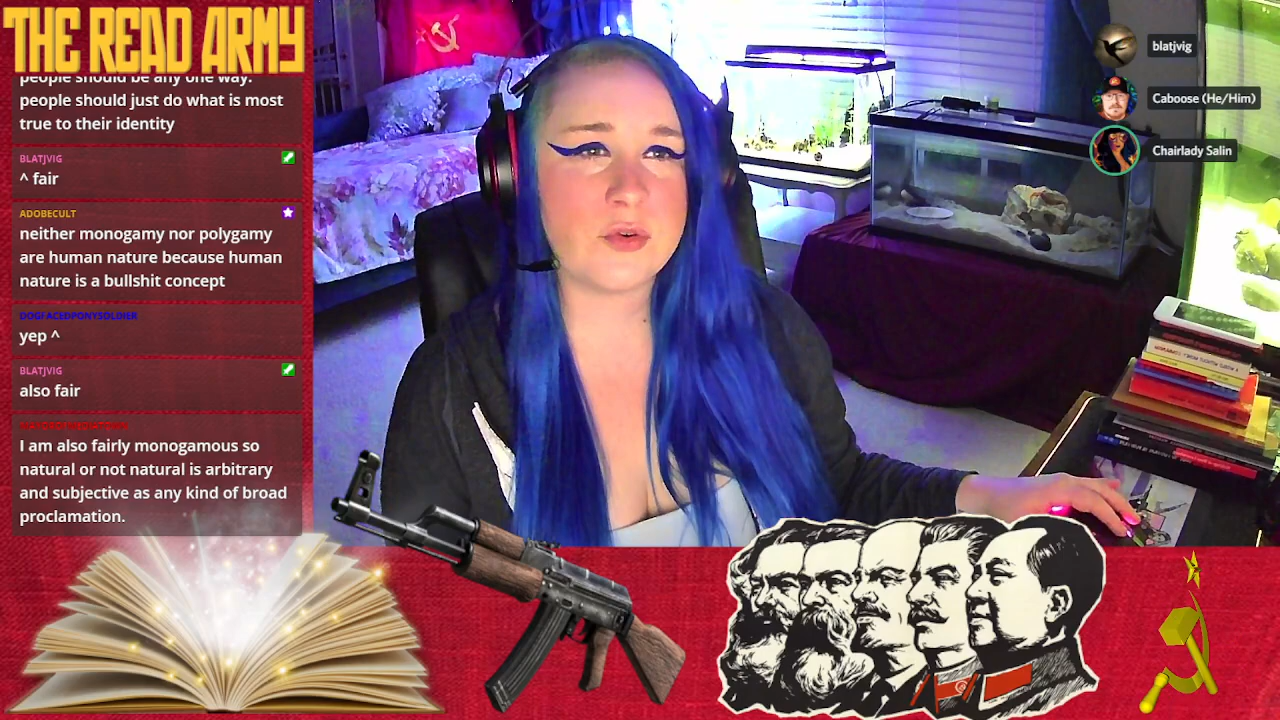 THE READ ARMY
people should be any one way.
people should just do what is most
true to their identity
BLATJVIG
^ fair
ADOBECULT
neither monogamy nor polygamy
are human nature because human
nature is a bullshit concept
DOGFACEDPONYSOLDIER
yep ^
BLATJVIG
also fair
I am also fairly monogamous so
natural or not natural is arbitrary
and subjective as any kind of broad
proclamation.
blatjvig
Caboose (He/Him)
Chairlady Salin